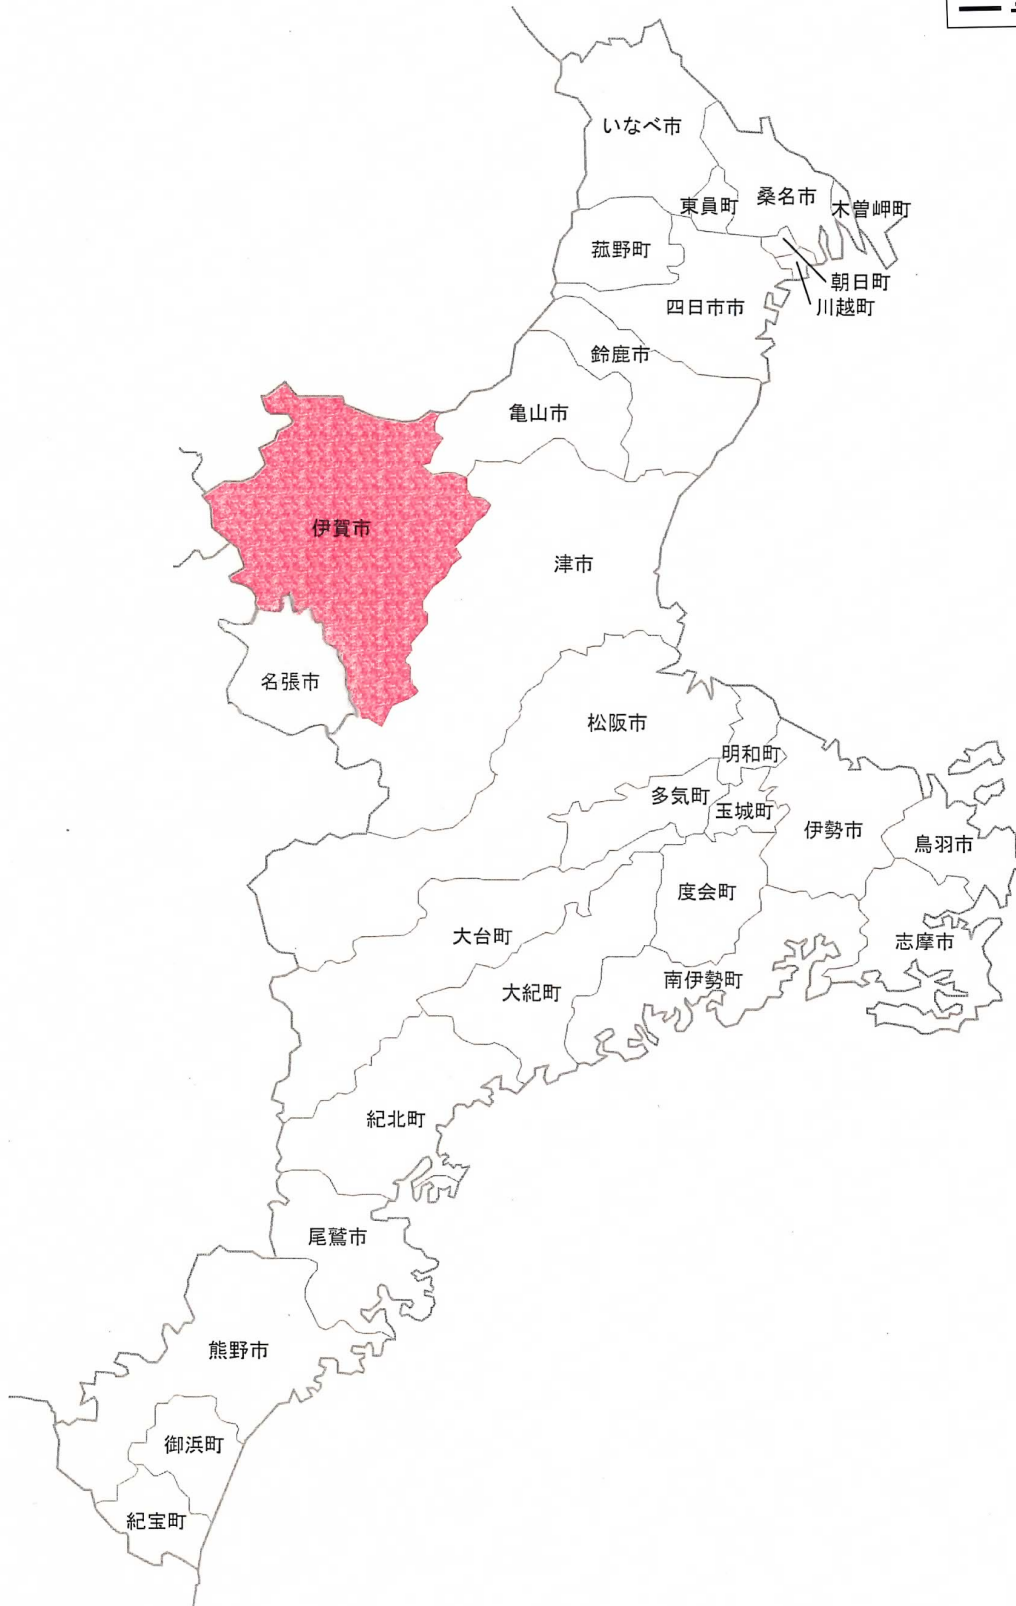 いなべ市
桑名市
東員町
木曽岬町
菰野町
朝日町
川越町
四日市市
鈴鹿市
亀山市
伊賀市
津市
名張市
松阪市
明和町
多気町
玉城町
伊勢市
鳥羽市
度会町
大台町
志摩市
南伊勢町
大紀町
紀北町
尾鷲市
熊野市
御浜町
紀宝町